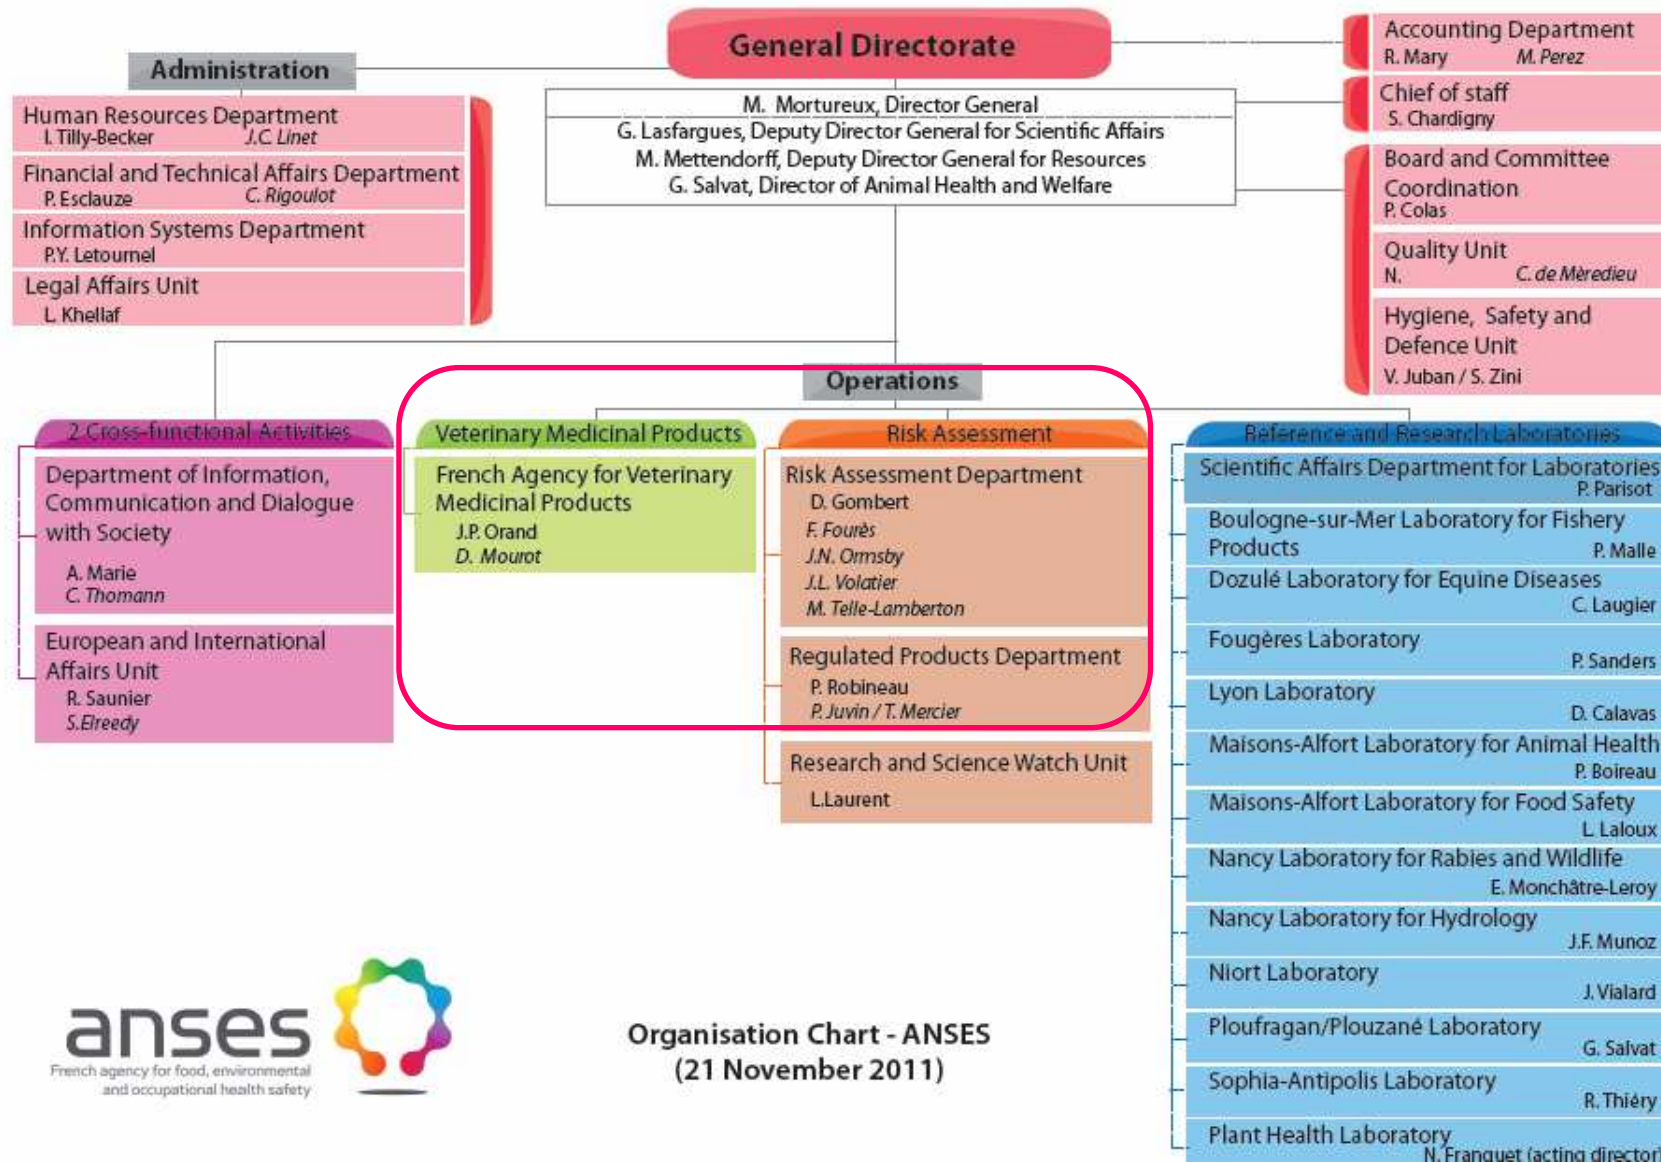 General Directorate
Administration
Human Resources Department
I. Tilly-Becker J.C. Linet
Financial and Technical Affairs Department
P. Esclauze C. Rigoulot
Information Systems Department
P.Y. Letournel
Legal Affairs Unit
L. Khellaf
M. Mortureux, Director General
G. Lasfargues, Deputy Director General for Scientific Affairs
M. Mettendorff, Deputy Director General for Resources
G. Salvat, Director of Animal Health and Welfare
Accounting Department
R. Mary M. Perez
Chief of staff
S. Chardigny
Board and Committee
Coordination
P. Colas
Quality Unit
N. C. de Mèredieu
Hygiene, Safety and
Defence Unit
V. Juban / S. Zini
Operations
2 Cross-functional Activities
Department of Information,
Communication and Dialogue
with Society
A. Marie
C. Thomann
European and International
Affairs Unit
R. Saunier
S.Elreedy
Veterinary Medicinal Products
French Agency for Veterinary
Medicinal Products
J.P. Orand
D. Mourot
Risk Assessment
Risk Assessment Department
D. Gombert
F. Fourès
J.N. Ormsby
J.L. Volatier
M. Telle-Lamberton
Regulated Products Department
P. Robineau
P. Juvin / T. Mercier
Research and Science Watch Unit
L.Laurent
Reference and Research Laboratories
Scientific Affairs Department for Laboratories
P. Parisot
Boulogne-sur-Mer Laboratory for Fishery
Products P. Malle
Dozulé Laboratory for Equine Diseases
C. Laugier
Fougères Laboratory
P. Sanders
Lyon Laboratory
D. Calavas
Maisons-Alfort Laboratory for Animal Health
P. Boireau
Maisons-Alfort Laboratory for Food Safety
L. Laloux
Nancy Laboratory for Rabies and Wildlife
E. Monchâtre-Leroy
Nancy Laboratory for Hydrology
J.F. Munoz
Niort Laboratory
J. Vialard
Ploufragan/Plouzané Laboratory
G. Salvat
Sophia-Antipolis Laboratory
R. Thiéry
Plant Health Laboratory
N. Franquet (acting director)
anses
French agency for food, environmental
and occupational health safety
Organisation Chart - ANSES
(21 November 2011)